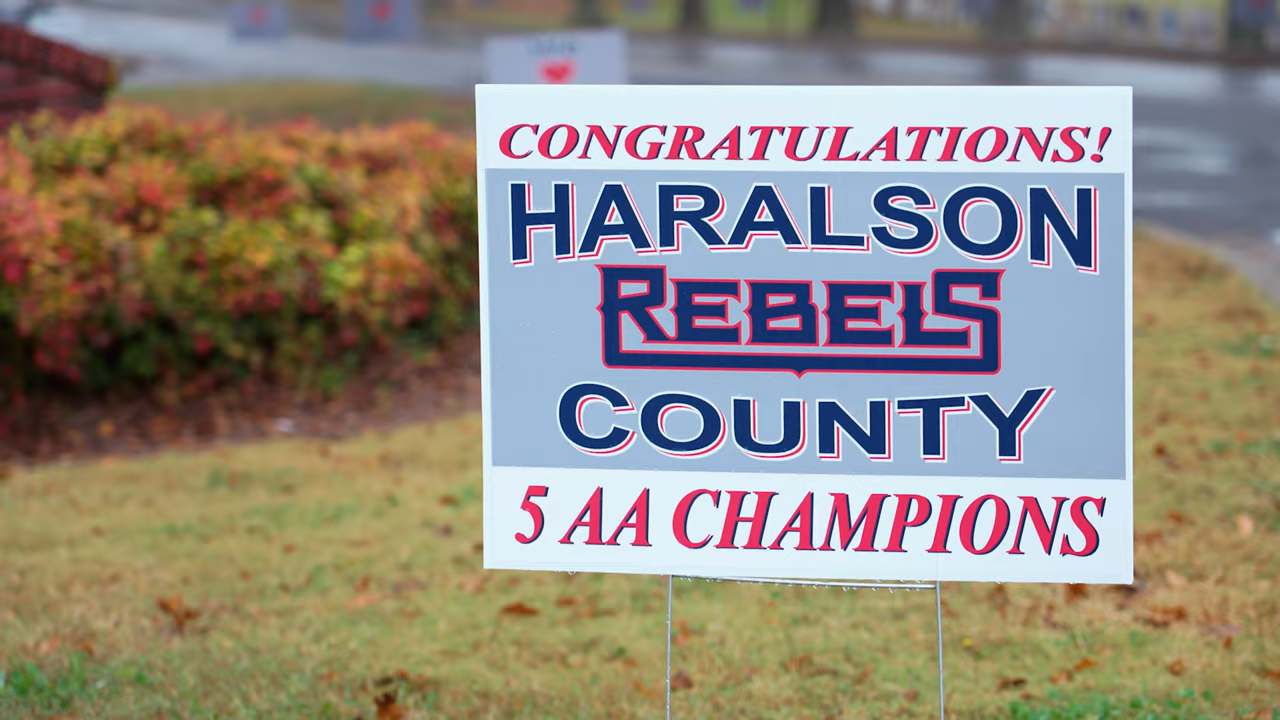 CONGRATULATIONS!
HARALSON
REBELS
COUNTY
5 AA CHAMPIONS